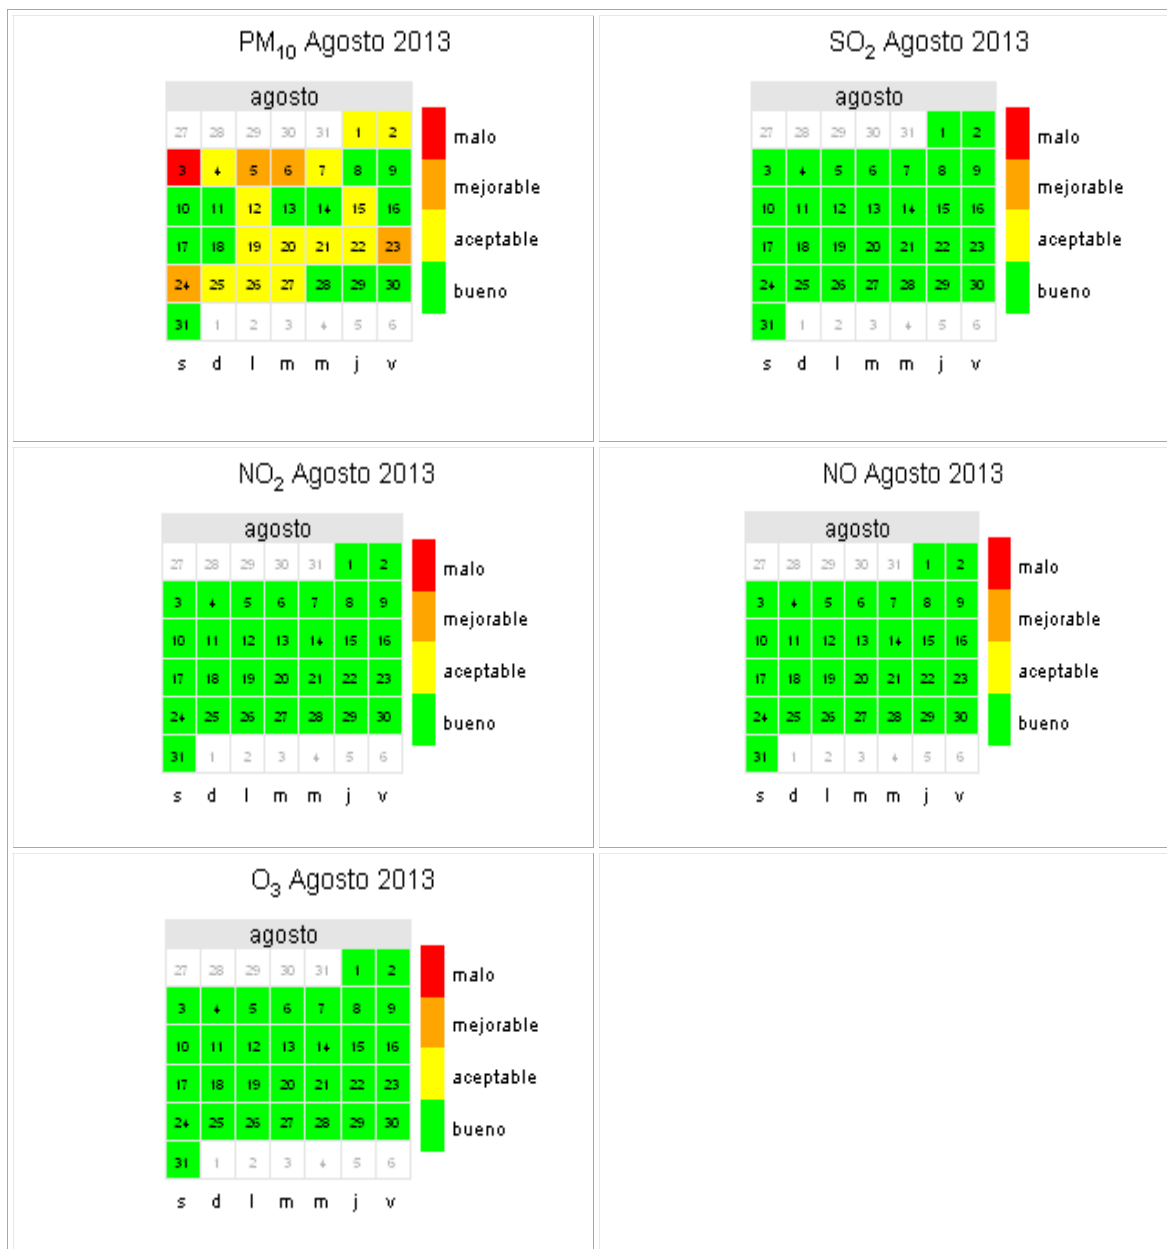 PM10 Agosto 2013
agosto
27 28 29 30 31 1 2
3 4 5 6 7 8 9
10 11 12 13 14 15 16
17 18 19 20 21 22 23
24 25 26 27 28 29 30
31 1 2 3 4 5 6
s d l m m j v
malo
mejorable
aceptable
bueno
SO2 Agosto 2013
agosto
27 28 29 30 31 1 2
3 4 5 6 7 8 9
10 11 12 13 14 15 16
17 18 19 20 21 22 23
24 25 26 27 28 29 30
31 1 2 3 4 5 6
s d l m m j v
malo
mejorable
aceptable
bueno
NO2 Agosto 2013
agosto
27 28 29 30 31 1 2
3 4 5 6 7 8 9
10 11 12 13 14 15 16
17 18 19 20 21 22 23
24 25 26 27 28 29 30
31 1 2 3 4 5 6
s d l m m j v
malo
mejorable
aceptable
bueno
NO Agosto 2013
agosto
27 28 29 30 31 1 2
3 4 5 6 7 8 9
10 11 12 13 14 15 16
17 18 19 20 21 22 23
24 25 26 27 28 29 30
31 1 2 3 4 5 6
s d l m m j v
malo
mejorable
aceptable
bueno
O3 Agosto 2013
agosto
27 28 29 30 31 1 2
3 4 5 6 7 8 9
10 11 12 13 14 15 16
17 18 19 20 21 22 23
24 25 26 27 28 29 30
31 1 2 3 4 5 6
s d l m m j v
malo
mejorable
aceptable
bueno